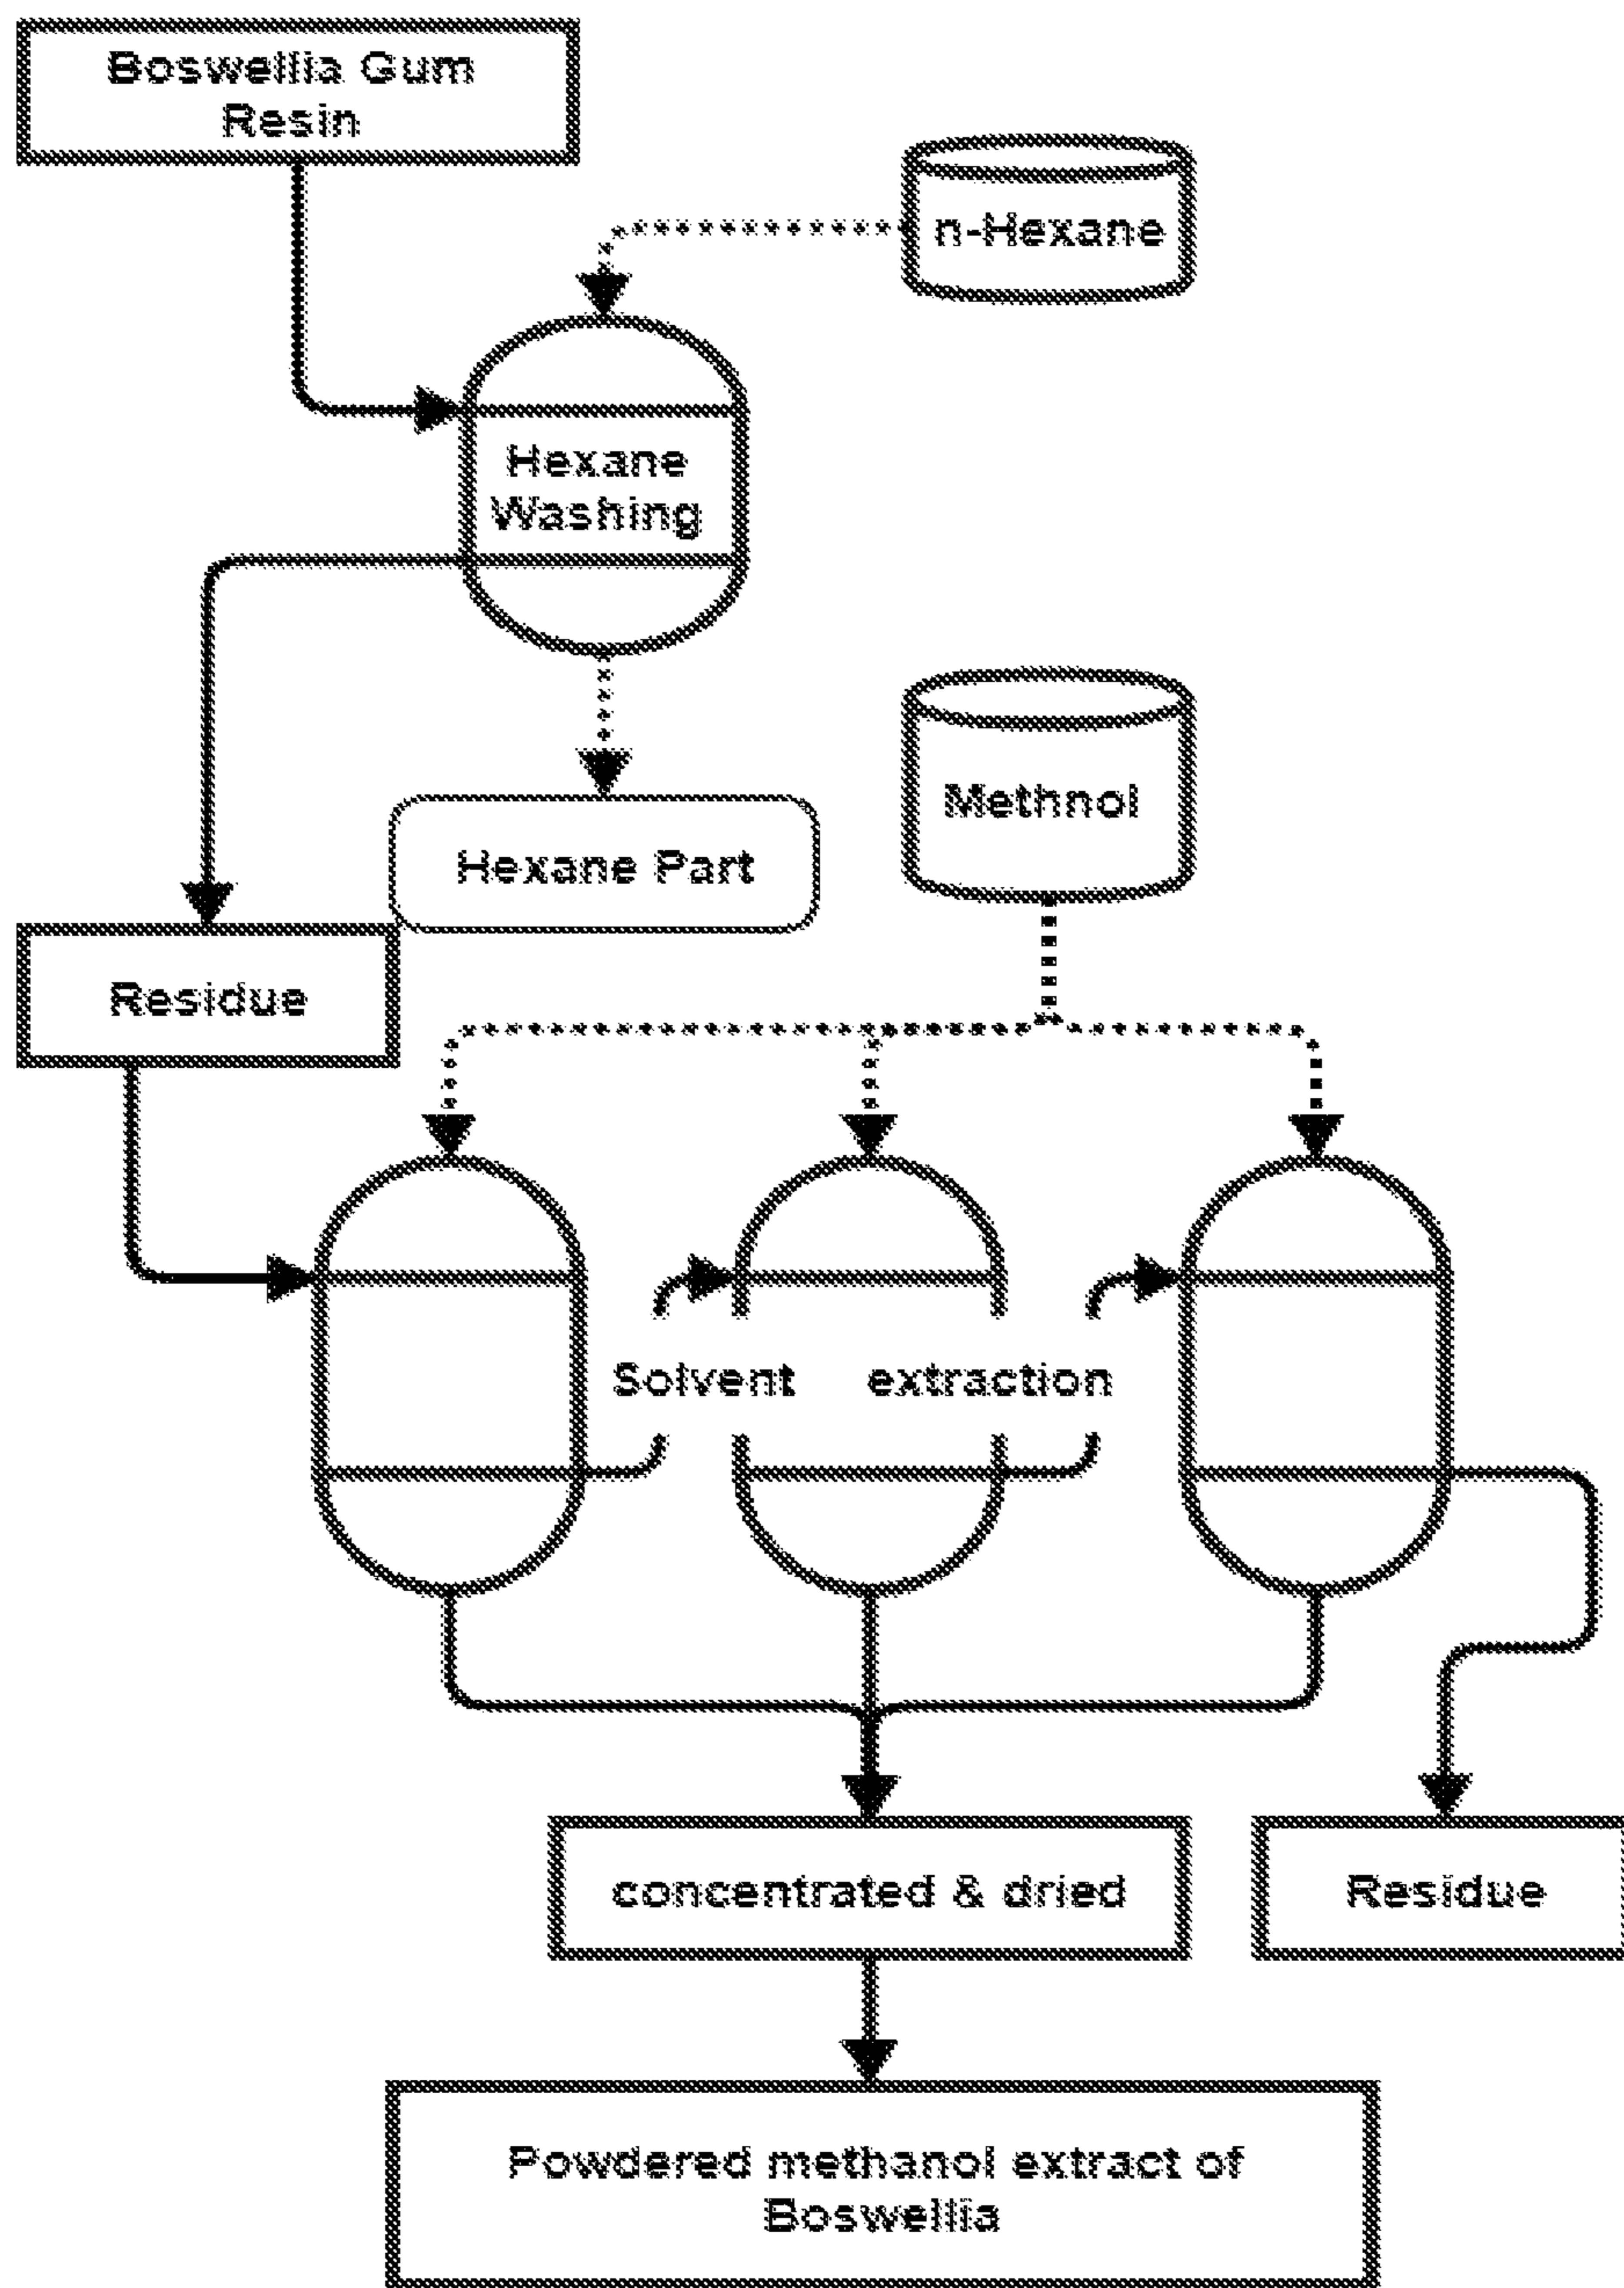 Boswellia Gum
Resin
n-Hexane
Hexane
Washing
Methnol
Hexane Part
Residue
Solvent extraction
concentrated & dried
Residue
Powdered methanol extract of
Boswellia